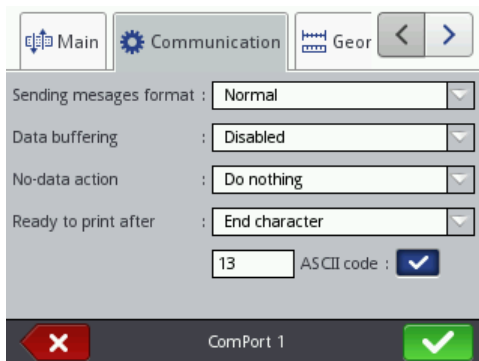 Main Communication Geor
Sending mesages format : Normal
Data buffering : Disabled
No-data action : Do nothing
Ready to print after : End character
13 ASCII code :
ComPort 1